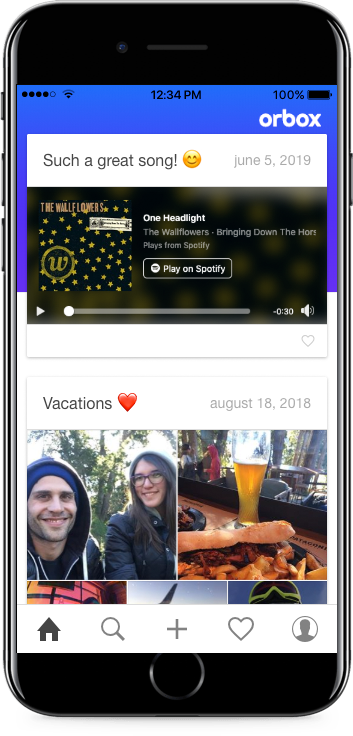 12:34 PM 100%
orbox
Such a great song! 😊 june 5, 2019
THE WALLFLOWERS
One Headlight
The Wallflowers · Bringing Down The Hors
Plays from Spotify
Play on Spotify
-0:30
Vacations ❤️ august 18, 2018